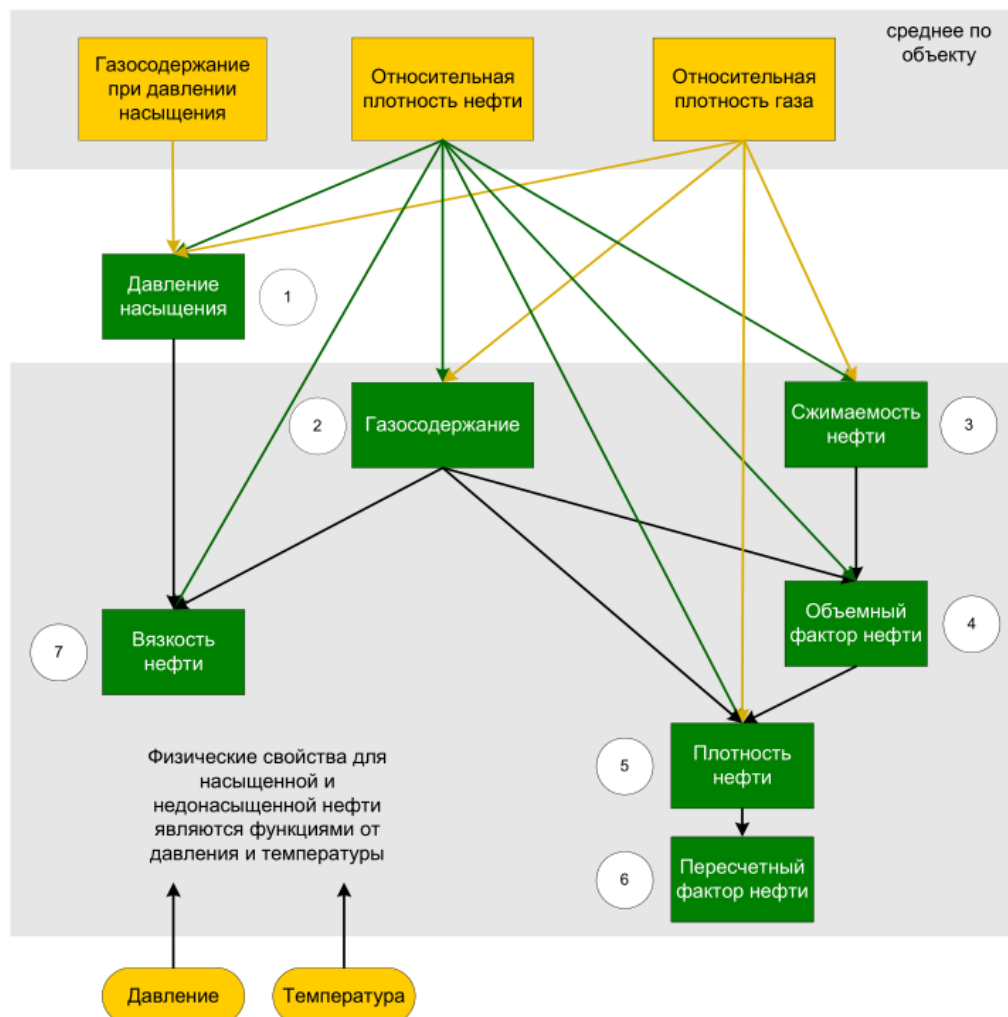 среднее по
объекту
Газосодержание
при давлении
насыщения
Относительная
плотность нефти
Относительная
плотность газа
Давление
насыщения
1
2
Газосодержание
Сжимаемость
нефти
3
7
Вязкость
нефти
Объемный
фактор нефти
4
5
Плотность
нефти
Физические свойства для
насыщенной и
недонасыщенной нефти
являются функциями от
давления и температуры
6
Пересчетный
фактор нефти
Давление
Температура